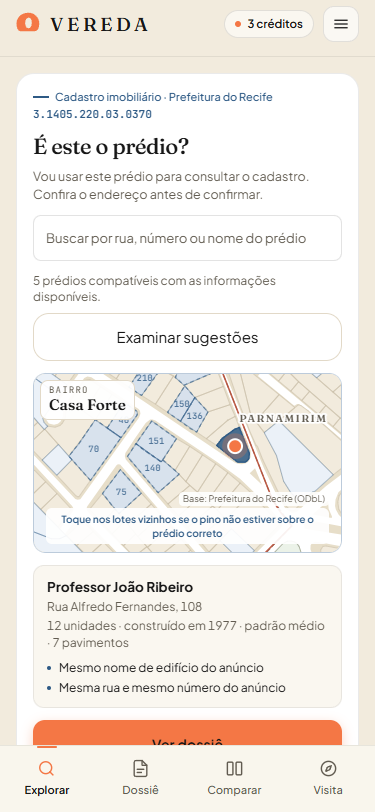 VEREDA
3 créditos
Cadastro imobiliário · Prefeitura do Recife
3.1405.220.03.0370
É este o prédio?
Vou usar este prédio para consultar o cadastro.
Confira o endereço antes de confirmar.
Buscar por rua, número ou nome do prédio
5 prédios compatíveis com as informações
disponíveis.
Examinar sugestões
BAIRRO
Casa Forte
210
150
136
PARNAMIRIM
151
70
140
75
Base: Prefeitura do Recife (ODbL)
Toque nos lotes vizinhos se o pino não estiver sobre o
prédio correto
Professor João Ribeiro
Rua Alfredo Fernandes, 108
12 unidades · construído em 1977 · padrão médio
· 7 pavimentos
Mesmo nome de edifício do anúncio
Mesma rua e mesmo número do anúncio
Ver dossiê
Explorar
Dossiê
Comparar
Visita